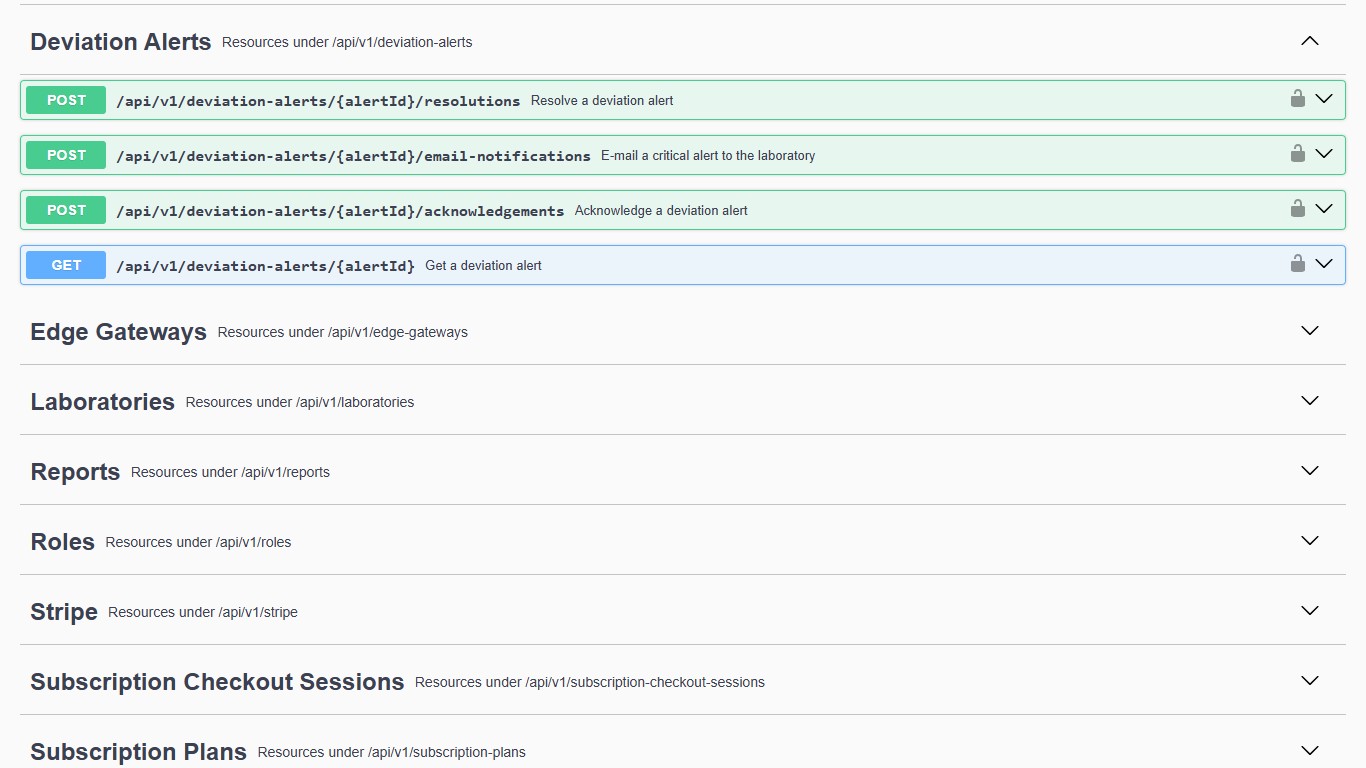 Deviation Alerts Resources under /api/v1/deviation-alerts
POST /api/v1/deviation-alerts/{alertId}/resolutions Resolve a deviation alert
POST /api/v1/deviation-alerts/{alertId}/email-notifications E-mail a critical alert to the laboratory
POST /api/v1/deviation-alerts/{alertId}/acknowledgements Acknowledge a deviation alert
GET /api/v1/deviation-alerts/{alertId} Get a deviation alert
Edge Gateways Resources under /api/v1/edge-gateways
Laboratories Resources under /api/v1/laboratories
Reports Resources under /api/v1/reports
Roles Resources under /api/v1/roles
Stripe Resources under /api/v1/stripe
Subscription Checkout Sessions Resources under /api/v1/subscription-checkout-sessions
Subscription Plans Resources under /api/v1/subscription-plans